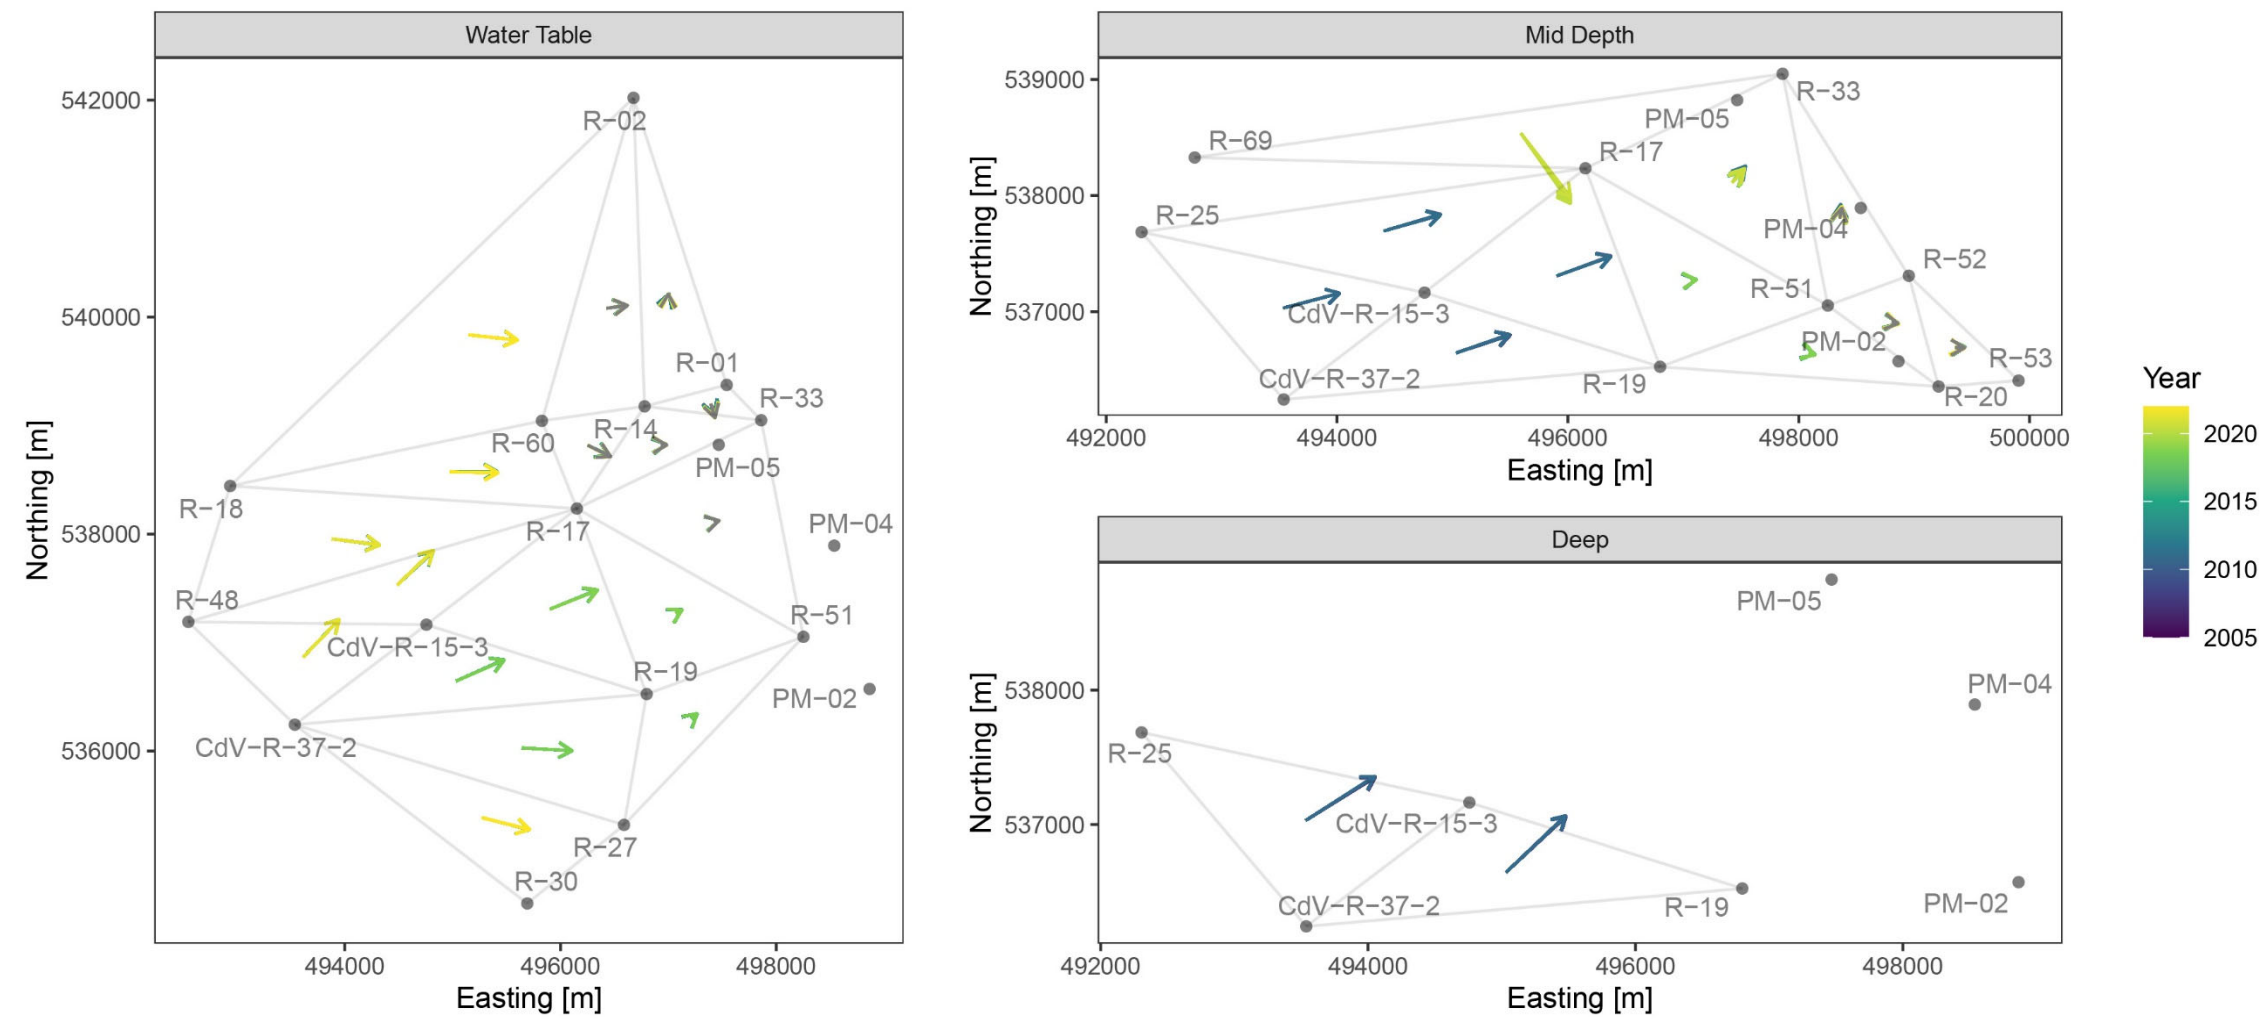 Water Table
Northing [m]
542000
540000
538000
536000
R−02
R−01
R−33
R−14
R−60
PM−05
R−18
R−17
PM−04
R−48
CdV−R−15−3
R−51
R−19
PM−02
CdV−R−37−2
R−27
R−30
494000 496000 498000
Easting [m]
Mid Depth
Northing [m]
539000
538000
537000
R−33
PM−05
R−69
R−17
R−25
PM−04
R−52
R−51
CdV−R−15−3
PM−02
R−53
CdV−R−37−2
R−19
R−20
492000 494000 496000 498000 500000
Easting [m]
Deep
Northing [m]
538000
537000
PM−05
PM−04
R−25
CdV−R−15−3
CdV−R−37−2
R−19
PM−02
492000 494000 496000 498000
Easting [m]
Year
2020
2015
2010
2005